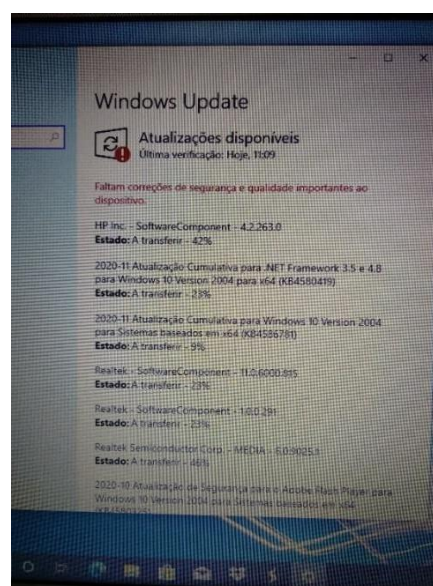 Windows Update
Atualizações disponíveis
Última verificação: Hoje, 11:09
Faltam correções de segurança e qualidade importantes ao
dispositivo.
HP Inc. - SoftwareComponent - 4.2.263.0
Estado: A transferir - 42%
2020-11 Atualização Cumulativa para .NET Framework 3.5 e 4.8
para Windows 10 Version 2004 para x64 (KB4580419)
Estado: A transferir - 23%
2020-11 Atualização Cumulativa para Windows 10 Version 2004
para Sistemas baseados em x64 (KB4586781)
Estado: A transferir - 9%
Realtek - SoftwareComponent - 11.0.6000.815
Estado: A transferir - 23%
Realtek - SoftwareComponent - 1.0.0.291
Estado: A transferir - 23%
Realtek Semiconductor Corp. - MEDIA - 6.0.9025.1
Estado: A transferir - 46%
2020-10 Atualização de Segurança para o Adobe Flash Player para
Windows 10 Version 2004 para Sistemas baseados em x64